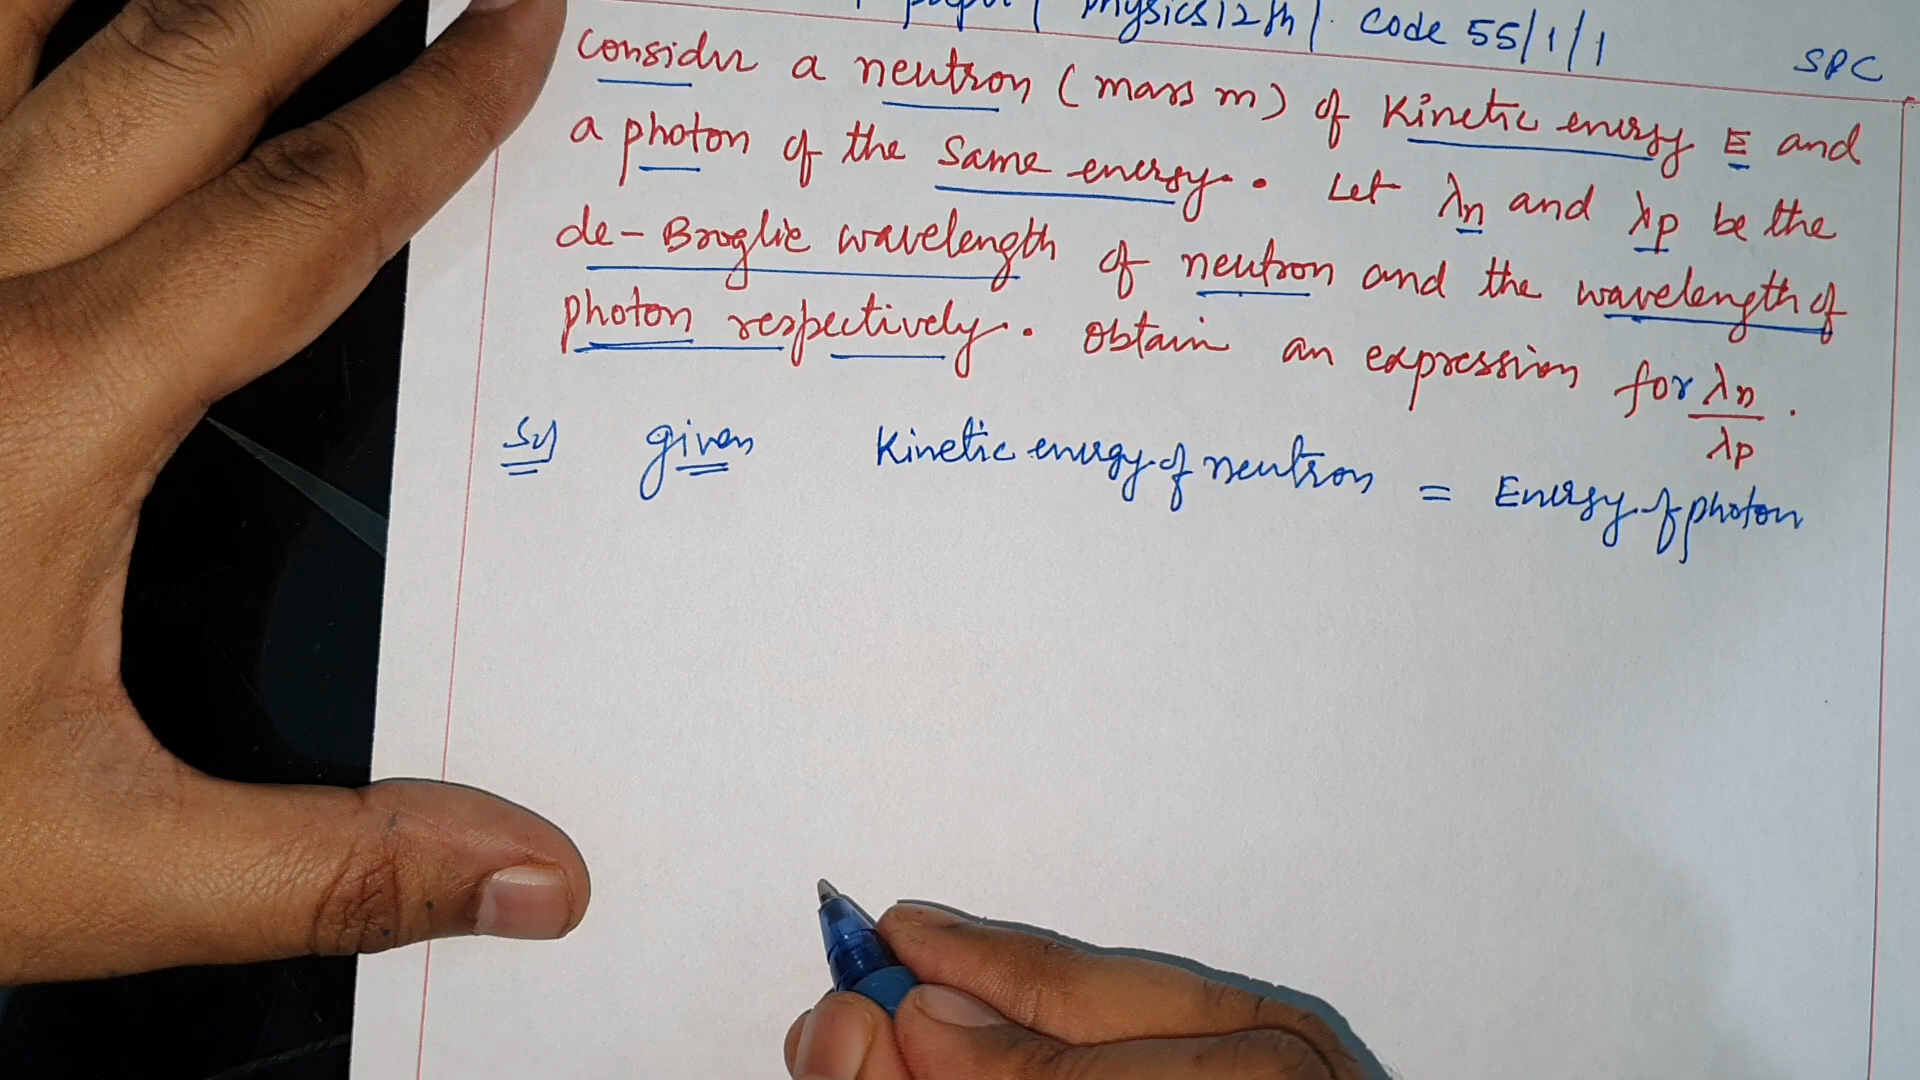 paper | Physics 12th | . Code 55/1/1
SPC
Consider a neutron (mass m) of Kinetic energy E and
a photon of the same energy. . Let λn and λp be the
de-Broglie wavelength of neutron and the wavelength of
photon respectively. . Obtain an expression for λn/λp .
Sol given Kinetic energy of neutron = Energy of photon